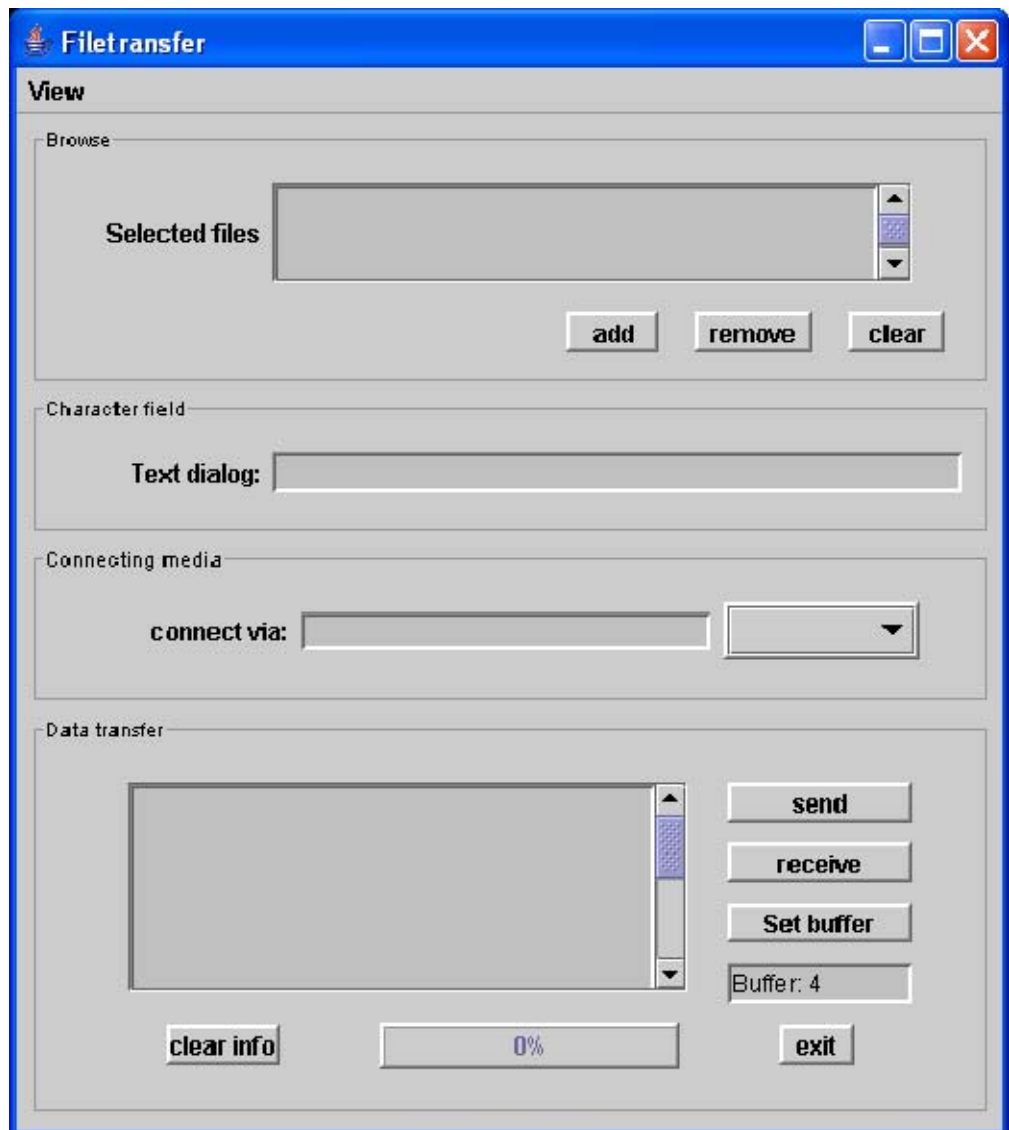 Filetransfer
View
Browse
Selected files
add remove clear
Character field
Text dialog:
Connecting media
connect via:
Data transfer
send
receive
Set buffer
Buffer: 4
clear info 0% exit